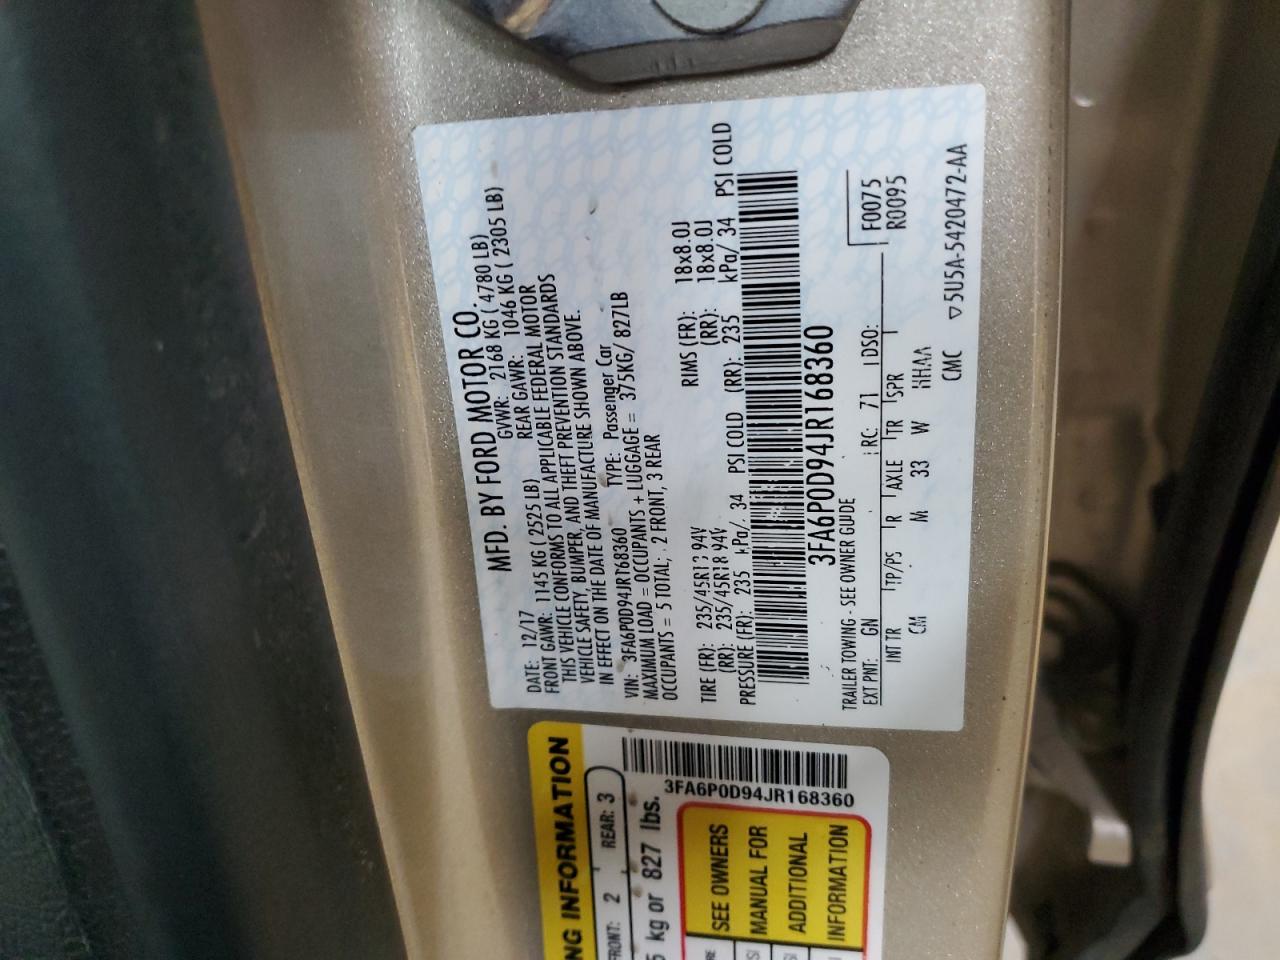 MFD. BY FORD MOTOR CO.
DATE: 12/17 GVWR: 2168 KG ( 4780 LB)
FRONT GAWR: 1145 KG ( 2525 LB) REAR GAWR: 1046 KG ( 2305 LB)
THIS VEHICLE CONFORMS TO ALL APPLICABLE FEDERAL MOTOR
VEHICLE SAFETY, BUMPER, AND THEFT PREVENTION STANDARDS
IN EFFECT ON THE DATE OF MANUFACTURE SHOWN ABOVE.
VIN: 3FA6P0D94JR168360 TYPE: Passenger Car
MAXIMUM LOAD = OCCUPANTS + LUGGAGE = 375KG/ 827LB
OCCUPANTS = 5 TOTAL; 2 FRONT, 3 REAR
TIRE (FR): 235/45R18 94V RIMS (FR): 18x8.0J
(RR): 235/45R18 94V (RR): 18x8.0J
PRESSURE (FR): 235 kPa/ 34 PSI COLD (RR): 235 kPa/ 34 PSI COLD
3FA6P0D94JR168360
TRAILER TOWING - SEE OWNER GUIDE
EXT PNT: GN RC: 71 DSO: F0075
R0095
INT TR TP/PS R AXLE TR SPR
CM M 33 W HHAA
CMC
▽5U5A-5420472-AA
NG INFORMATION
FRONT: 2 REAR: 3
5 kg or 827 lbs.
3FA6P0D94JR168360
SEE OWNERS
MANUAL FOR
ADDITIONAL
INFORMATION